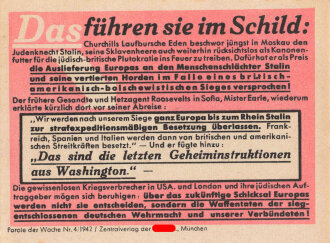 Das führen sie im Schild:
Churchills Laufbursche Eden beschwor jüngst in Moskau den
Judenknecht Stalin, seine Sklavenheere auch weiterhin rücksichtslos als Kanonen-
futter für die jüdisch-britische Plutokratie ins Feuer zu treiben. Dafür bot er als Preis
die Auslieferung Europas an den Menschenschlächter Stalin
und seine vertierten Horden im Falle eines britisch-
amerikanisch-bolschewistischen Sieges versprochen!
Der frühere Gesandte und Hetzagent Roosevelts in Sofia, Mister Earle, wiederum
erklärte kürzlich dort vor seiner Abreise:
„Wir werden nach unserem Siege ganz Europa bis zum Rhein Stalin
zur strafexpeditionsmäßigen Besetzung überlassen. Frank-
reich, Spanien und Italien werden dann von britischen und amerikani-
schen Streitkräften besetzt.“ — Und er fügte hinzu:
„Das sind die letzten Geheiminstruktionen
aus Washington.“ —
Die gewissenlosen Kriegsverbrecher in USA. und London und ihre jüdischen Auf-
traggeber mögen sich beruhigen: Über das zukünftige Schicksal Europas
werden nicht sie entscheiden, sondern die Waffentaten der sieg-
entschlossenen deutschen Wehrmacht und unserer Verbündeten!
Parole der Woche Nr. 4/1942 / Zentralverlag der , München